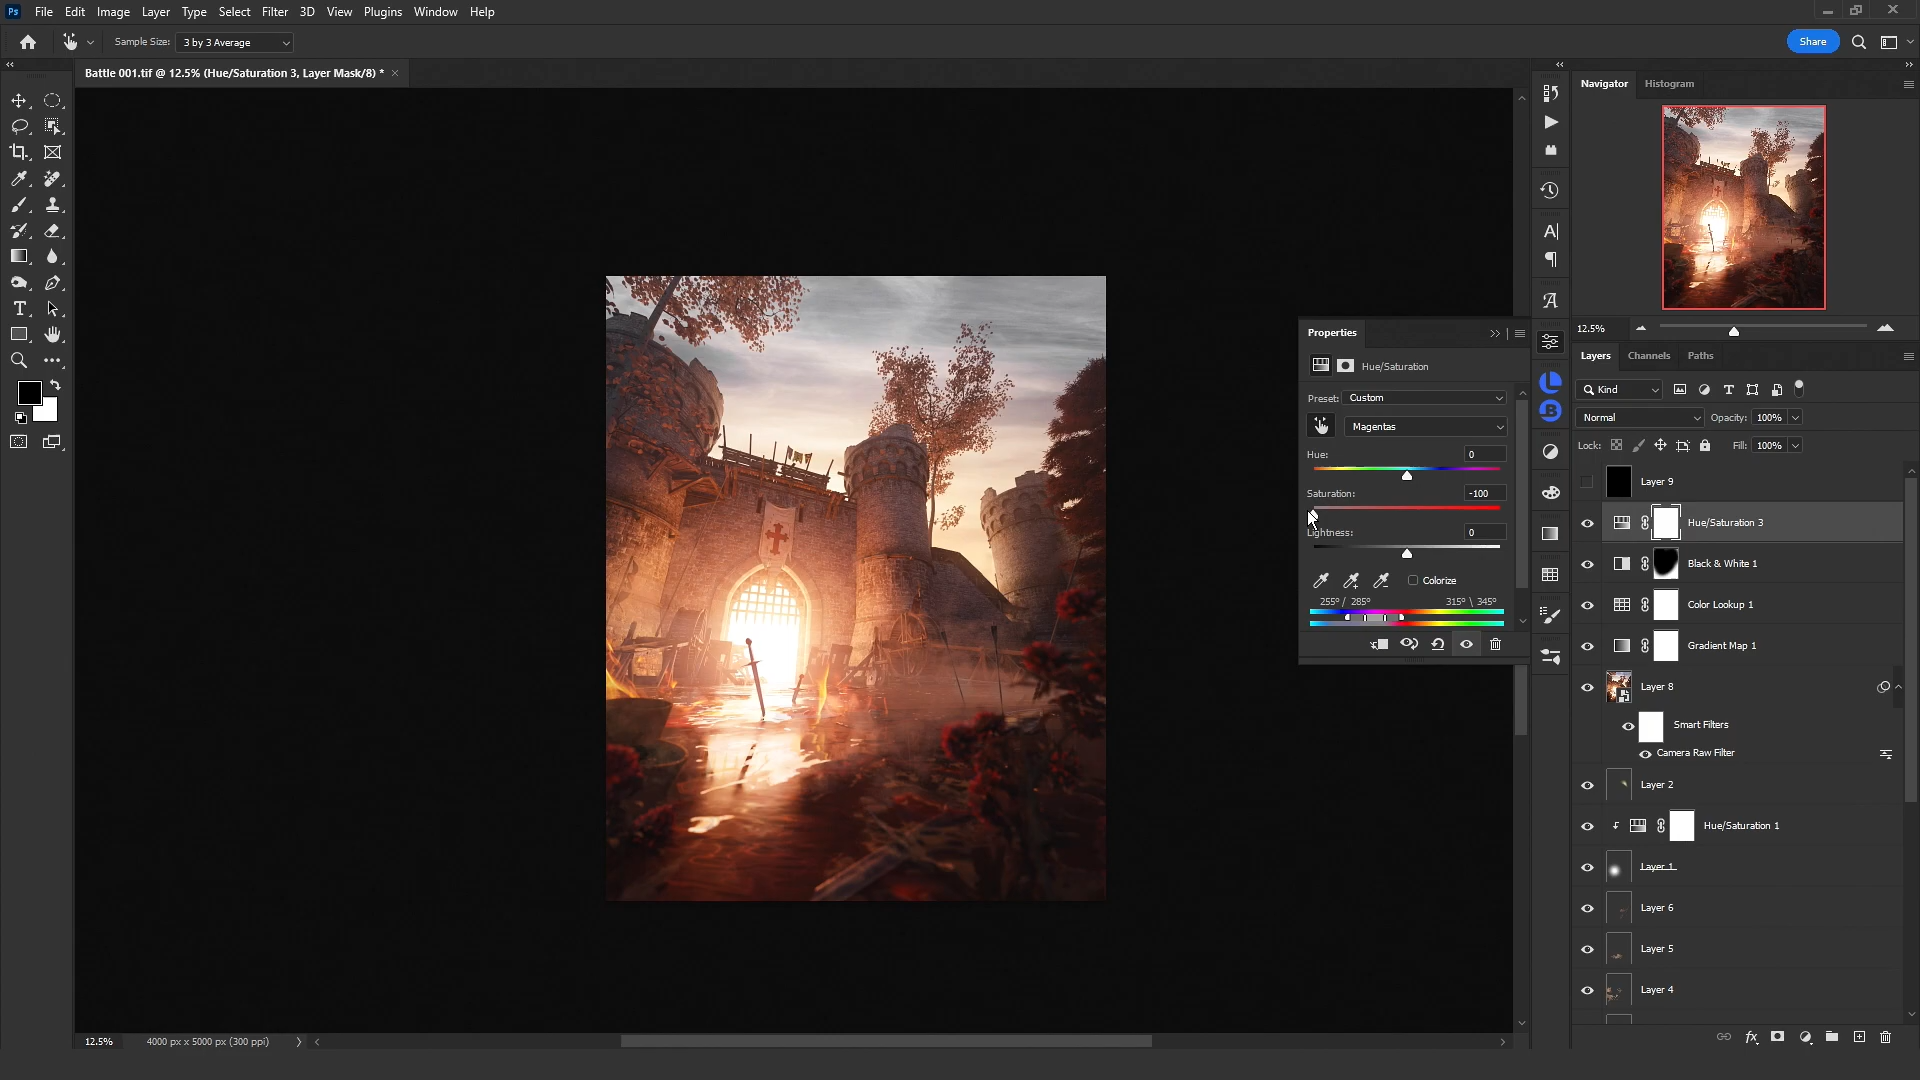 Ps File Edit Image Layer Type Select Filter 3D View Plugins Window Help
Sample Size: 3 by 3 Average
Share
Battle 001.tif @ 12.5% (Hue/Saturation 3, Layer Mask/8) *
Navigator Histogram
12.5%
Properties
Hue/Saturation
Preset: Custom
Magentas
Hue: 0
Saturation: -100
Lightness: 0
Colorize
255° / 285° 315° \ 345°
Layers Channels Paths
Kind
Normal Opacity: 100%
Lock: Fill: 100%
Layer 9
Hue/Saturation 3
Black & White 1
Color Lookup 1
Gradient Map 1
Layer 8
Smart Filters
Camera Raw Filter
Layer 2
Hue/Saturation 1
Layer 1
Layer 6
Layer 5
Layer 4
12.5% 4000 px x 5000 px (300 ppi)